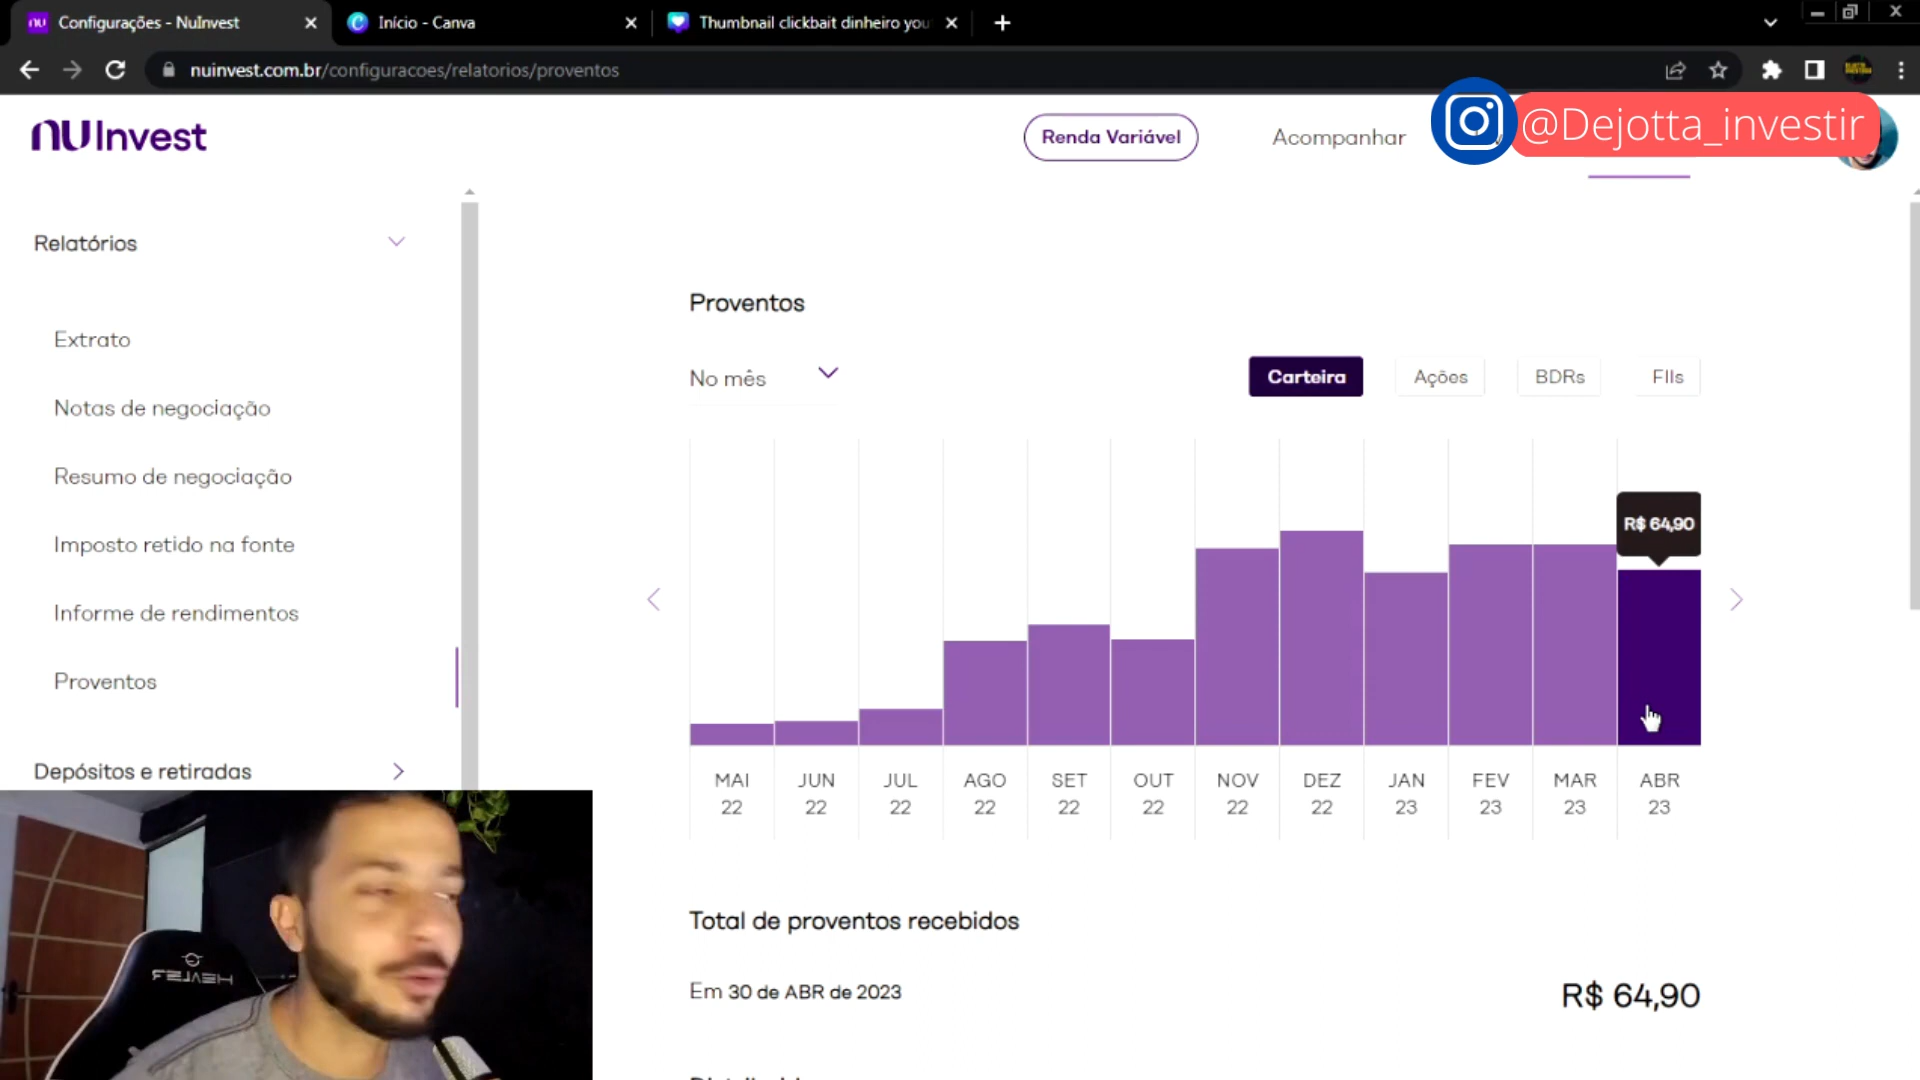 Configurações - NuInvest
Início - Canva
Thumbnail clickbait dinheiro you
nuinvest.com.br/configuracoes/relatorios/proventos
nuInvest
Renda Variável
Acompanhar
@Dejotta_investir
Relatórios
Extrato
Notas de negociação
Resumo de negociação
Imposto retido na fonte
Informe de rendimentos
Proventos
Depósitos e retiradas
Proventos
No mês
Carteira
Ações
BDRs
FIIs
R$ 64,90
MAI 22
JUN 22
JUL 22
AGO 22
SET 22
OUT 22
NOV 22
DEZ 22
JAN 23
FEV 23
MAR 23
ABR 23
Total de proventos recebidos
Em 30 de ABR de 2023
R$ 64,90